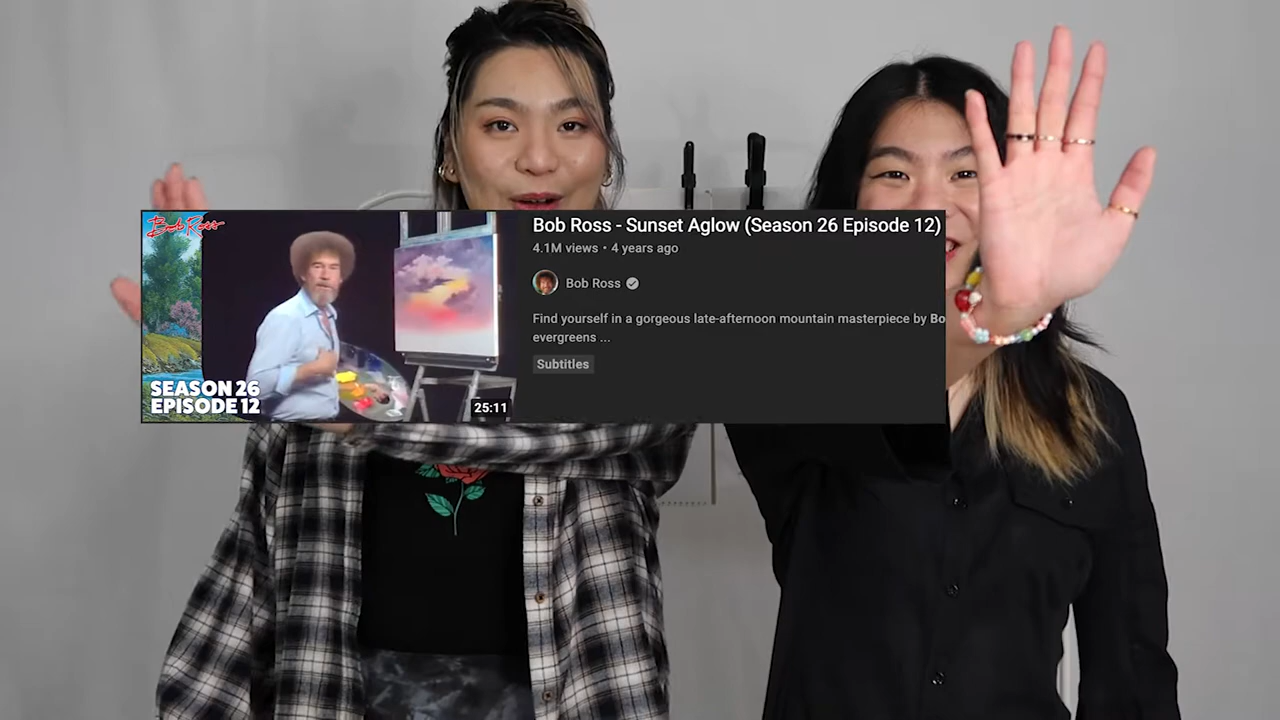 Bob Ross
SEASON 26
EPISODE 12
25:11
Bob Ross - Sunset Aglow (Season 26 Episode 12)
4.1M views • 4 years ago
Bob Ross
Find yourself in a gorgeous late-afternoon mountain masterpiece by Bo
evergreens ...
Subtitles